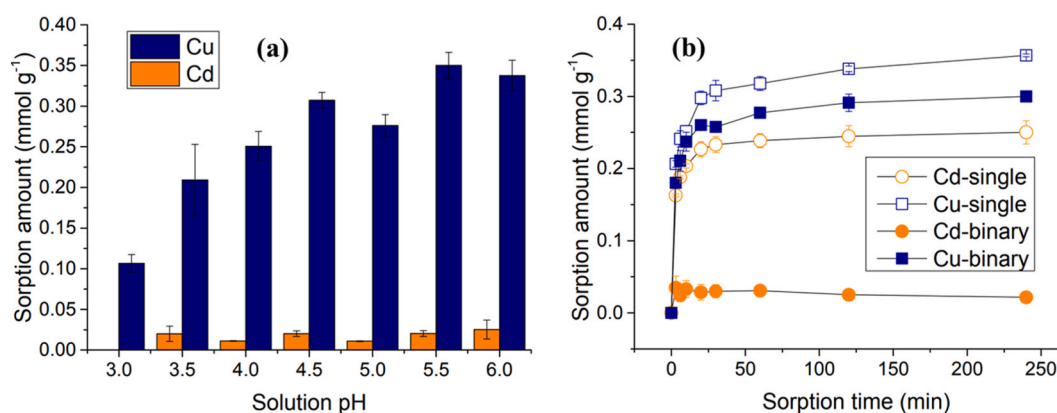 (a)
Cu
Cd
Sorption amount (mmol g⁻¹)
0.40
0.35
0.30
0.25
0.20
0.15
0.10
0.05
0.00
3.0 3.5 4.0 4.5 5.0 5.5 6.0
Solution pH
(b)
Sorption amount (mmol g⁻¹)
0.4
0.3
0.2
0.1
0.0
Cd-single
Cu-single
Cd-binary
Cu-binary
0 50 100 150 200 250
Sorption time (min)